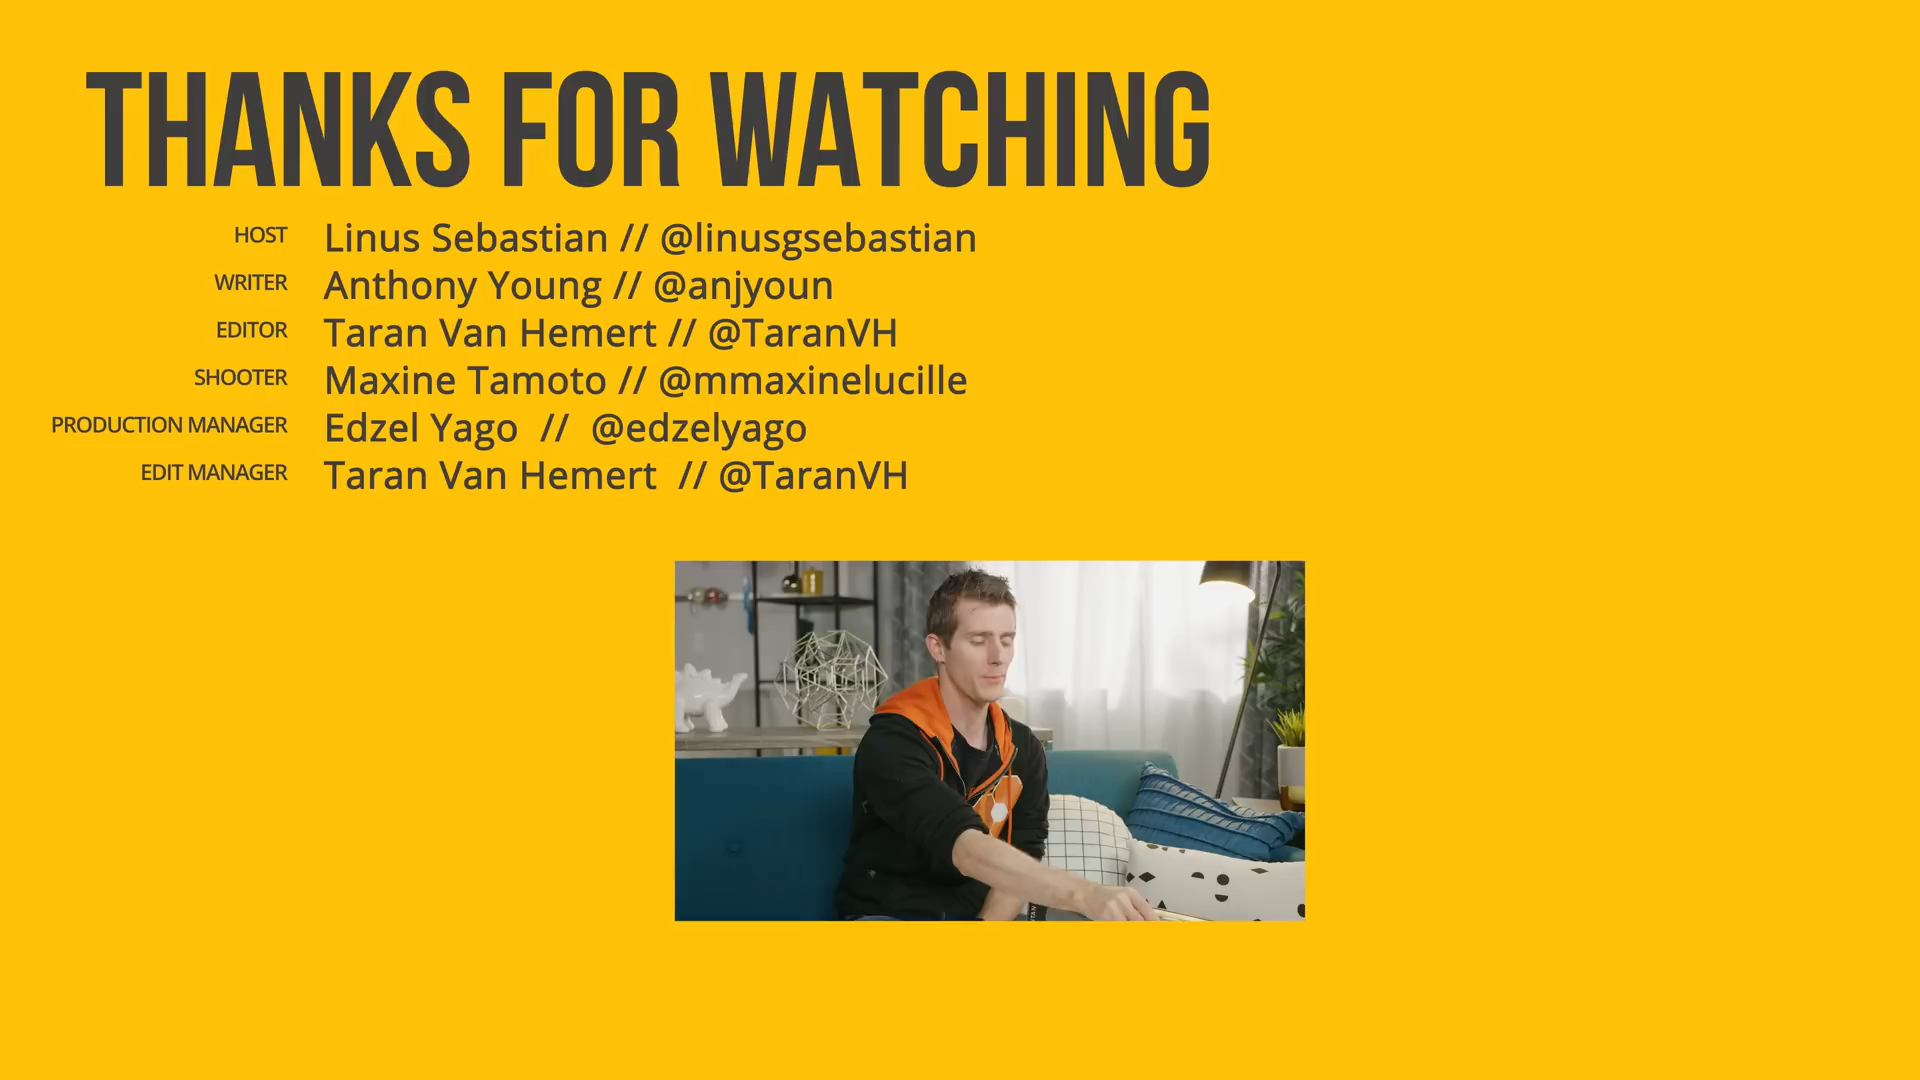 THANKS FOR WATCHING
HOST Linus Sebastian // @linusgsebastian
WRITER Anthony Young // @anjyoun
EDITOR Taran Van Hemert // @TaranVH
SHOOTER Maxine Tamoto // @mmaxinelucille
PRODUCTION MANAGER Edzel Yago // @edzelyago
EDIT MANAGER Taran Van Hemert // @TaranVH